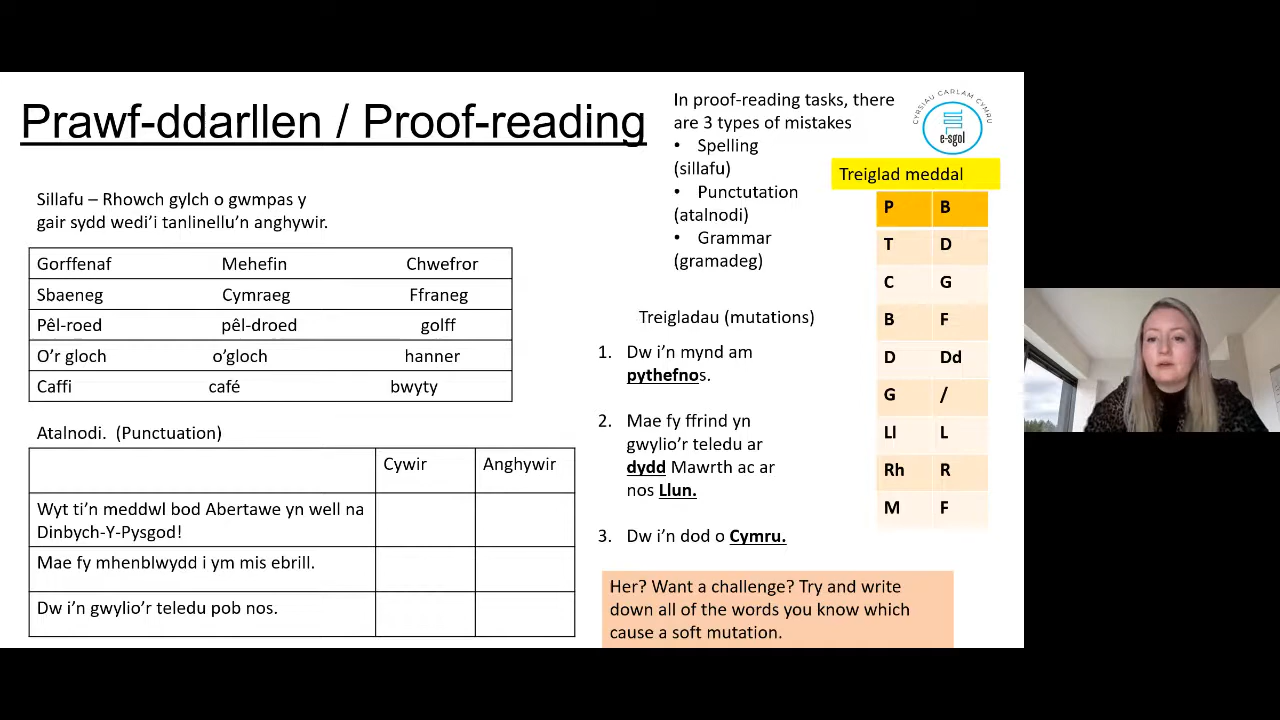 Prawf-ddarllen / Proof-reading
Sillafu – Rhowch gylch o gwmpas y
gair sydd wedi’i tanlinellu’n anghywir.
Gorffenaf Mehefin Chwefror
Sbaeneg Cymraeg Ffraneg
Pêl-roed pêl-droed golff
O’r gloch o’gloch hanner
Caffi café bwyty
Atalnodi. (Punctuation)
Cywir Anghywir
Wyt ti’n meddwl bod Abertawe yn well na
Dinbych-Y-Pysgod!
Mae fy mhenblwydd i ym mis ebrill.
Dw i’n gwylio’r teledu pob nos.
In proof-reading tasks, there
are 3 types of mistakes
• Spelling
(sillafu)
• Punctutation
(atalnodi)
• Grammar
(gramadeg)
Treigladau (mutations)
1. Dw i’n mynd am
pythefnos.
2. Mae fy ffrind yn
gwylio’r teledu ar
dydd Mawrth ac ar
nos Llun.
3. Dw i’n dod o Cymru.
Her? Want a challenge? Try and write
down all of the words you know which
cause a soft mutation.
CYRSIAU CARLAM CYMRU
e-sgol
Treiglad meddal
P B
T D
C G
B F
D Dd
G /
Ll L
Rh R
M F